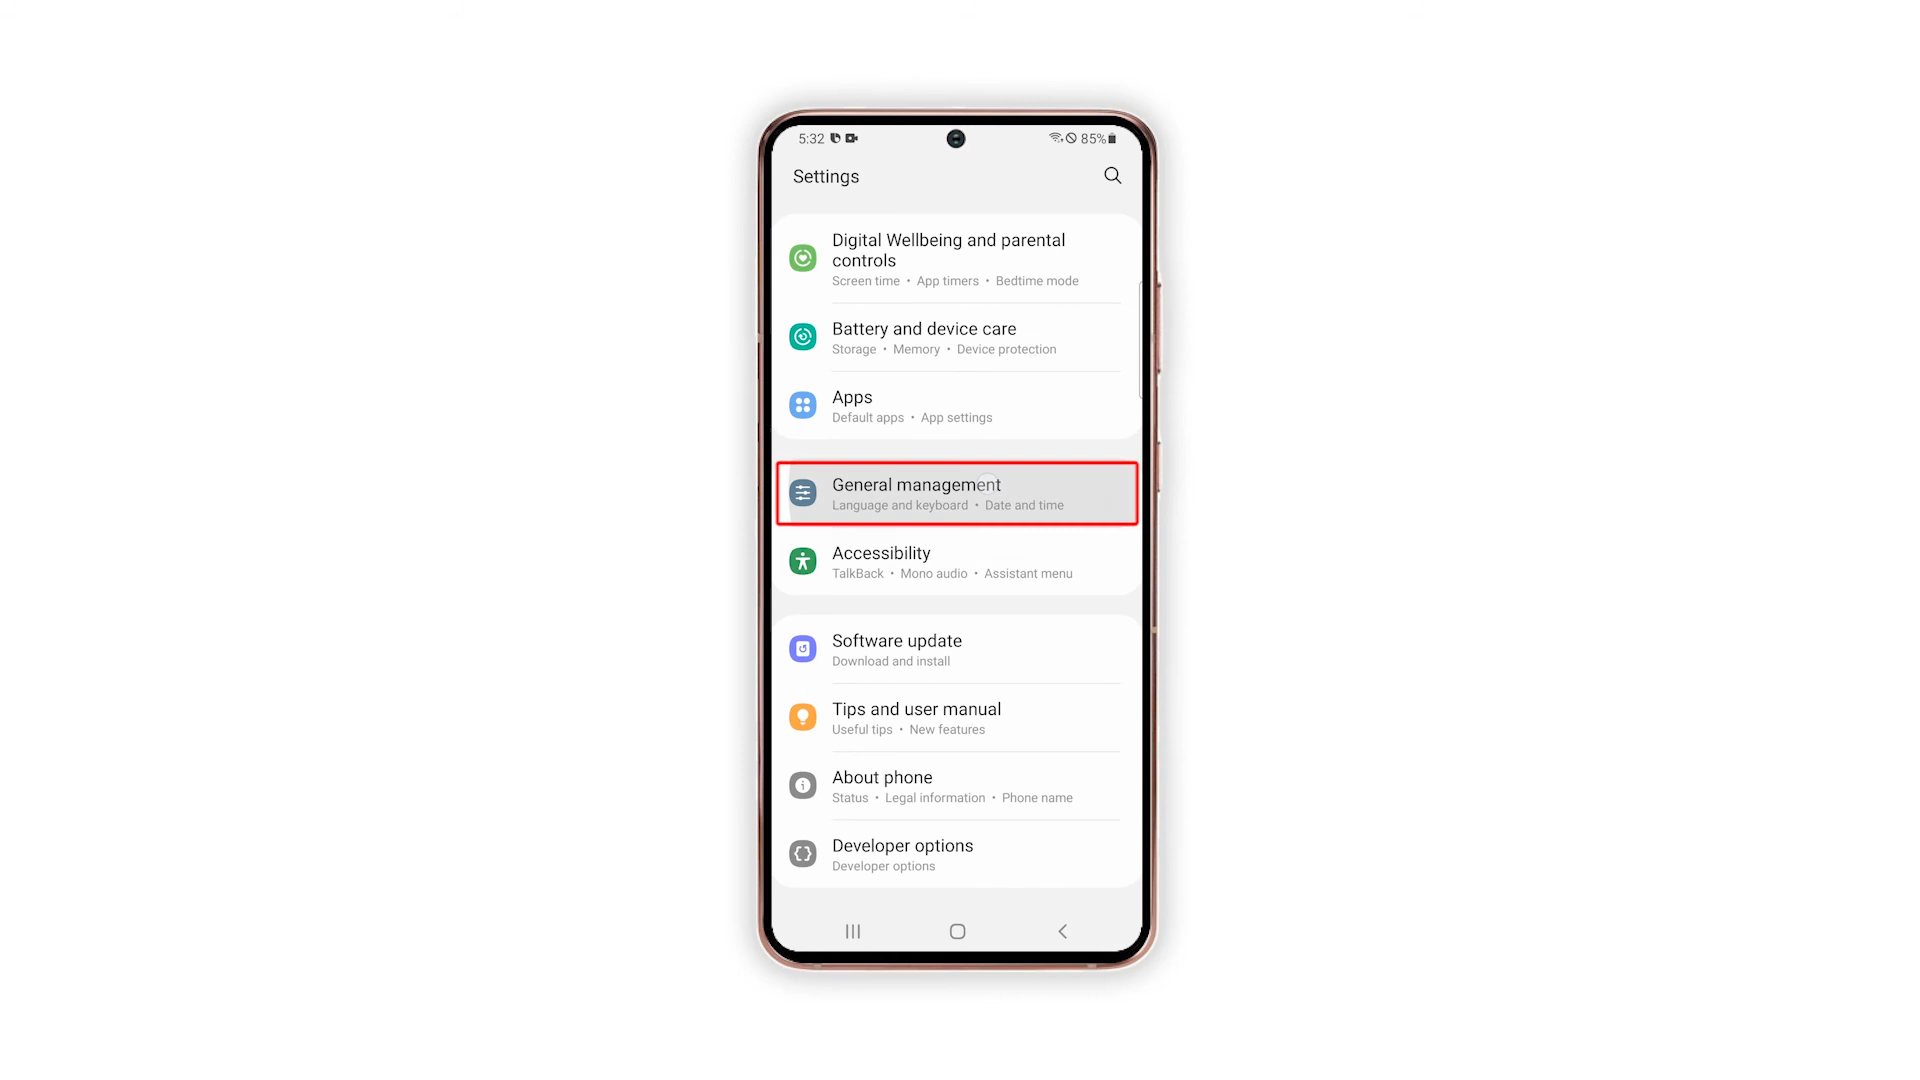 5:32 85%
Settings
Digital Wellbeing and parental
controls
Screen time • App timers • Bedtime mode
Battery and device care
Storage • Memory • Device protection
Apps
Default apps • App settings
General management
Language and keyboard • Date and time
Accessibility
TalkBack • Mono audio • Assistant menu
Software update
Download and install
Tips and user manual
Useful tips • New features
About phone
Status • Legal information • Phone name
Developer options
Developer options